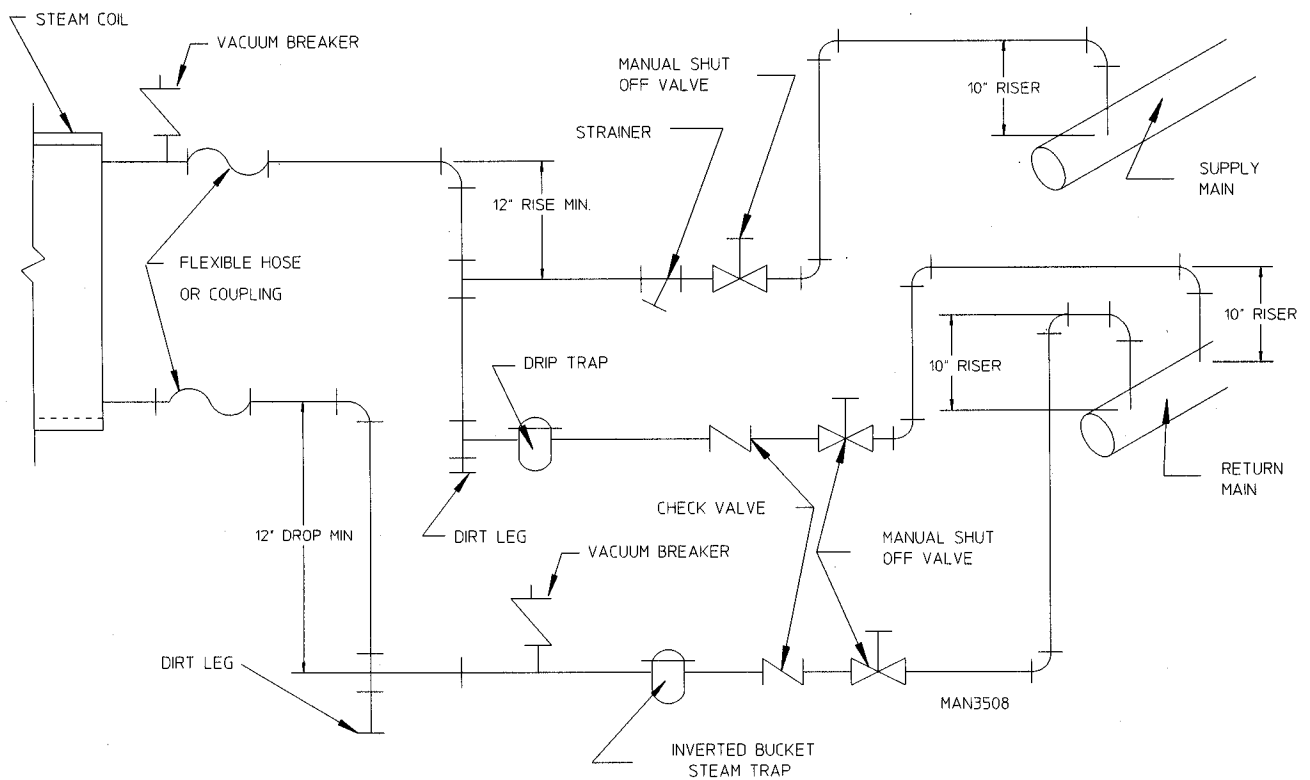 STEAM COIL
VACUUM BREAKER
MANUAL SHUT
OFF VALVE
10" RISER
STRAINER
SUPPLY
MAIN
12" RISE MIN.
FLEXIBLE HOSE
OR COUPLING
10" RISER
10" RISER
DRIP TRAP
RETURN
MAIN
CHECK VALVE
12" DROP MIN
DIRT LEG
VACUUM BREAKER
MANUAL SHUT
OFF VALVE
DIRT LEG
MAN3508
INVERTED BUCKET
STEAM TRAP